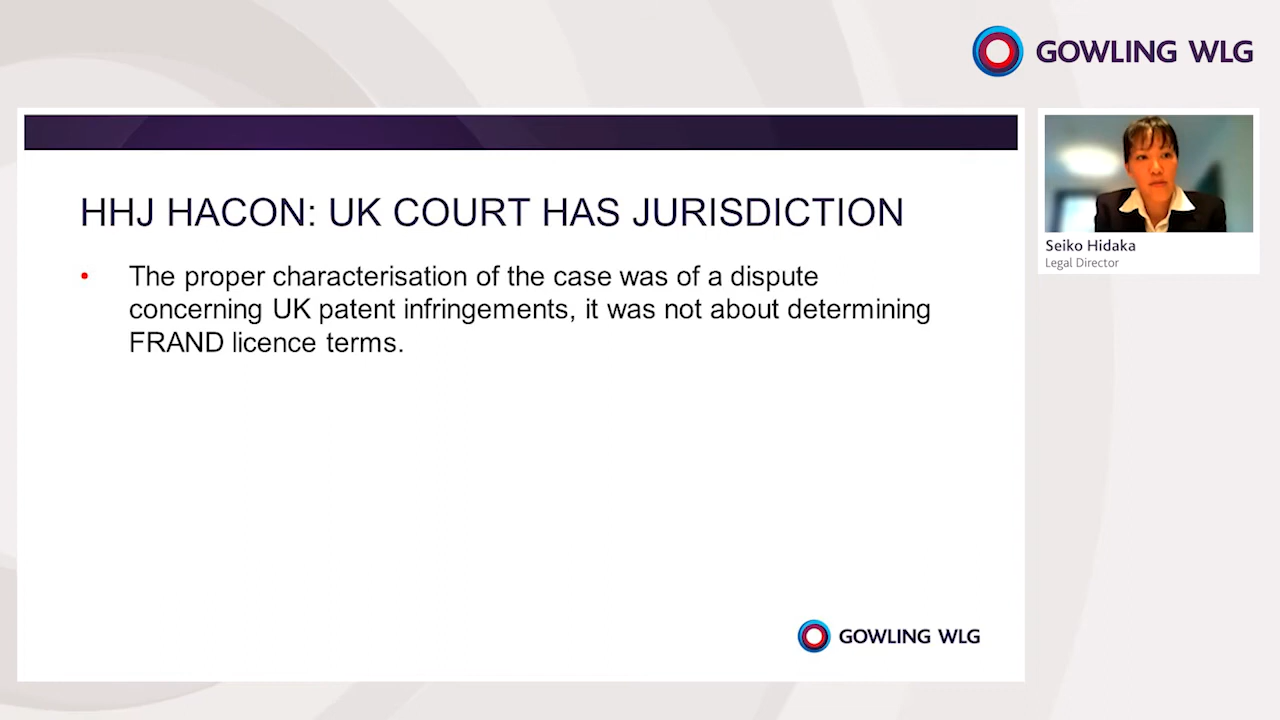 GOWLING WLG
HHJ HACON: UK COURT HAS JURISDICTION
• The proper characterisation of the case was of a dispute
concerning UK patent infringements, it was not about determining
FRAND licence terms.
Seiko Hidaka
Legal Director
GOWLING WLG